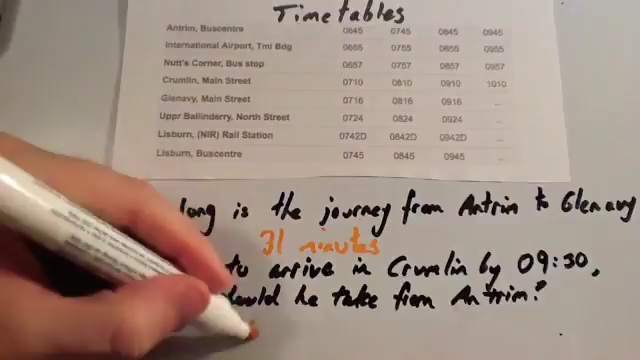 Timetables
Antrim, Buscentre 0645 0745 0845 0945
International Airport, Tml Bdg 0655 0755 0855 0955
Nutt's Corner, Bus stop 0657 0757 0857 0957
Crumlin, Main Street 0710 0810 0910 1010
Glenavy, Main Street 0716 0816 0916 ...
Uppr Ballinderry, North Street 0724 0824 0924 ...
Lisburn, (NIR) Rail Station 0742D 0842D 0942D ...
Lisburn, Buscentre 0745 0845 0945 ...
long is the journey from Antrim to Glenavy
31 minutes
to arrive in Crumlin by 09:30,
he take from Antrim?